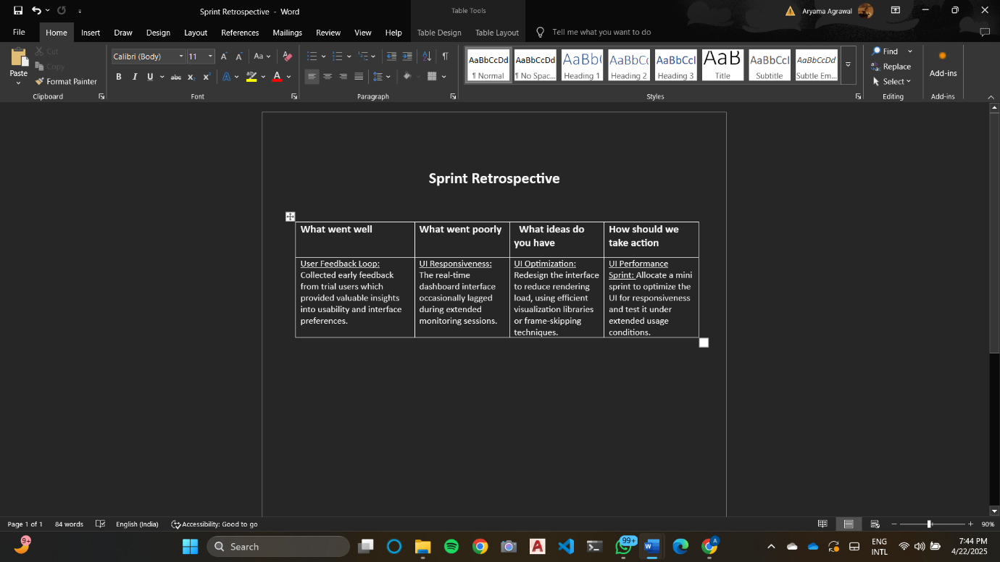 Sprint Retrospective - Word
Table Tools
Aryama Agrawal
File
Home
Insert
Draw
Design
Layout
References
Mailings
Review
View
Help
Table Design
Table Layout
Tell me what you want to do
Paste
Cut
Copy
Format Painter
Clipboard
Calibri (Body)
11
Font
Paragraph
AaBbCcDd
¶ Normal
AaBbCcDd
¶ No Spac...
AaBb(
Heading 1
AaBbCc
Heading 2
AaBbCcI
Heading 3
AaB
Title
AaBbCcI
Subtitle
AaBbCcDd
Subtle Em...
Styles
Find
Replace
Select
Editing
Add-ins
Add-ins
Sprint Retrospective
What went well
What went poorly
What ideas do
you have
How should we
take action
User Feedback Loop:
Collected early feedback
from trial users which
provided valuable insights
into usability and interface
preferences.
UI Responsiveness:
The real-time
dashboard interface
occasionally lagged
during extended
monitoring sessions.
UI Optimization:
Redesign the interface
to reduce rendering
load, using efficient
visualization libraries
or frame-skipping
techniques.
UI Performance
Sprint: Allocate a mini
sprint to optimize the
UI for responsiveness
and test it under
extended usage
conditions.
Page 1 of 1
84 words
English (India)
Accessibility: Good to go
90%
9+
Search
99+
A
ENG
INTL
7:44 PM
4/22/2025